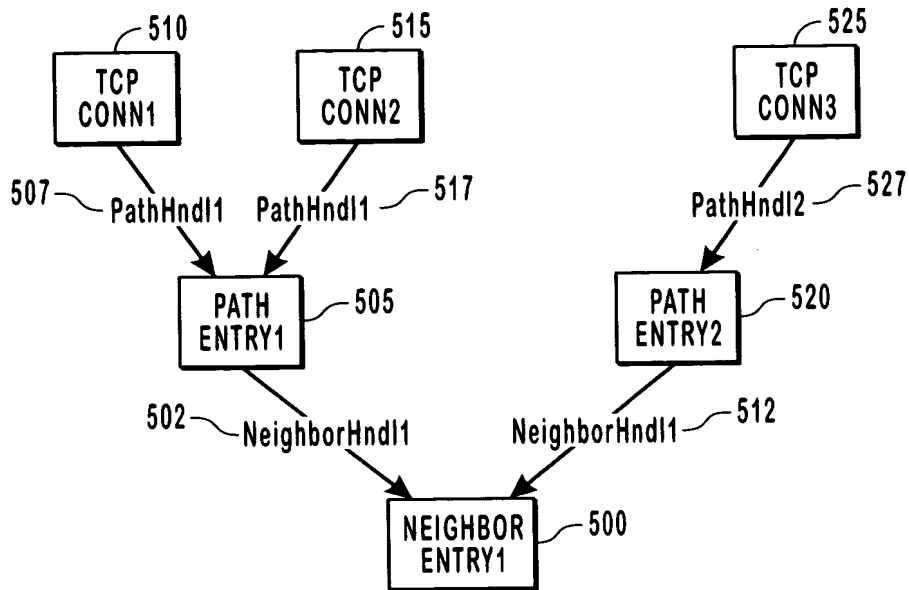 510
515
525
TCP
CONN1
TCP
CONN2
TCP
CONN3
507
PathHndl1
PathHndl1
517
PathHndl2
527
PATH
ENTRY1
505
PATH
ENTRY2
520
502
NeighborHndl1
NeighborHndl1
512
NEIGHBOR
ENTRY1
500